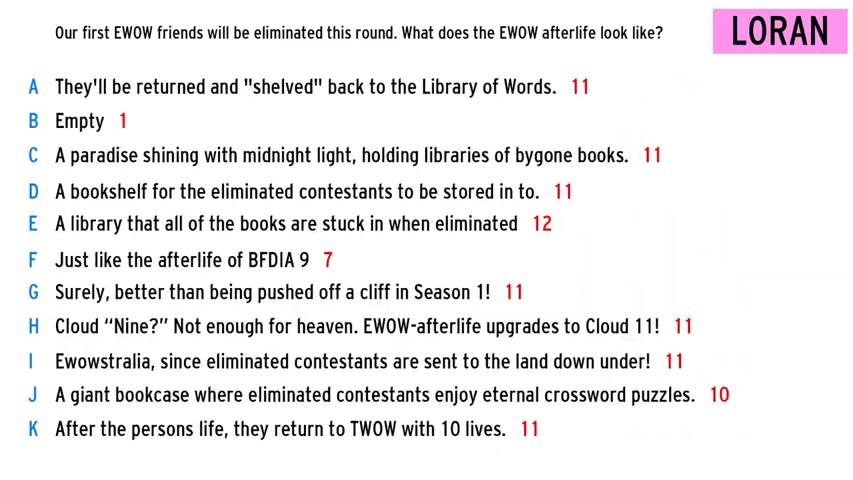 Our first EWOW friends will be eliminated this round. What does the EWOW afterlife look like?
LORAN
A They'll be returned and "shelved" back to the Library of Words. 11
B Empty 1
C A paradise shining with midnight light, holding libraries of bygone books. 11
D A bookshelf for the eliminated contestants to be stored in to. 11
E A library that all of the books are stuck in when eliminated 12
F Just like the afterlife of BFDIA 9 7
G Surely, better than being pushed off a cliff in Season 1! 11
H Cloud “Nine?” Not enough for heaven. EWOW-afterlife upgrades to Cloud 11! 11
I Ewowstralia, since eliminated contestants are sent to the land down under! 11
J A giant bookcase where eliminated contestants enjoy eternal crossword puzzles. 10
K After the persons life, they return to TWOW with 10 lives. 11